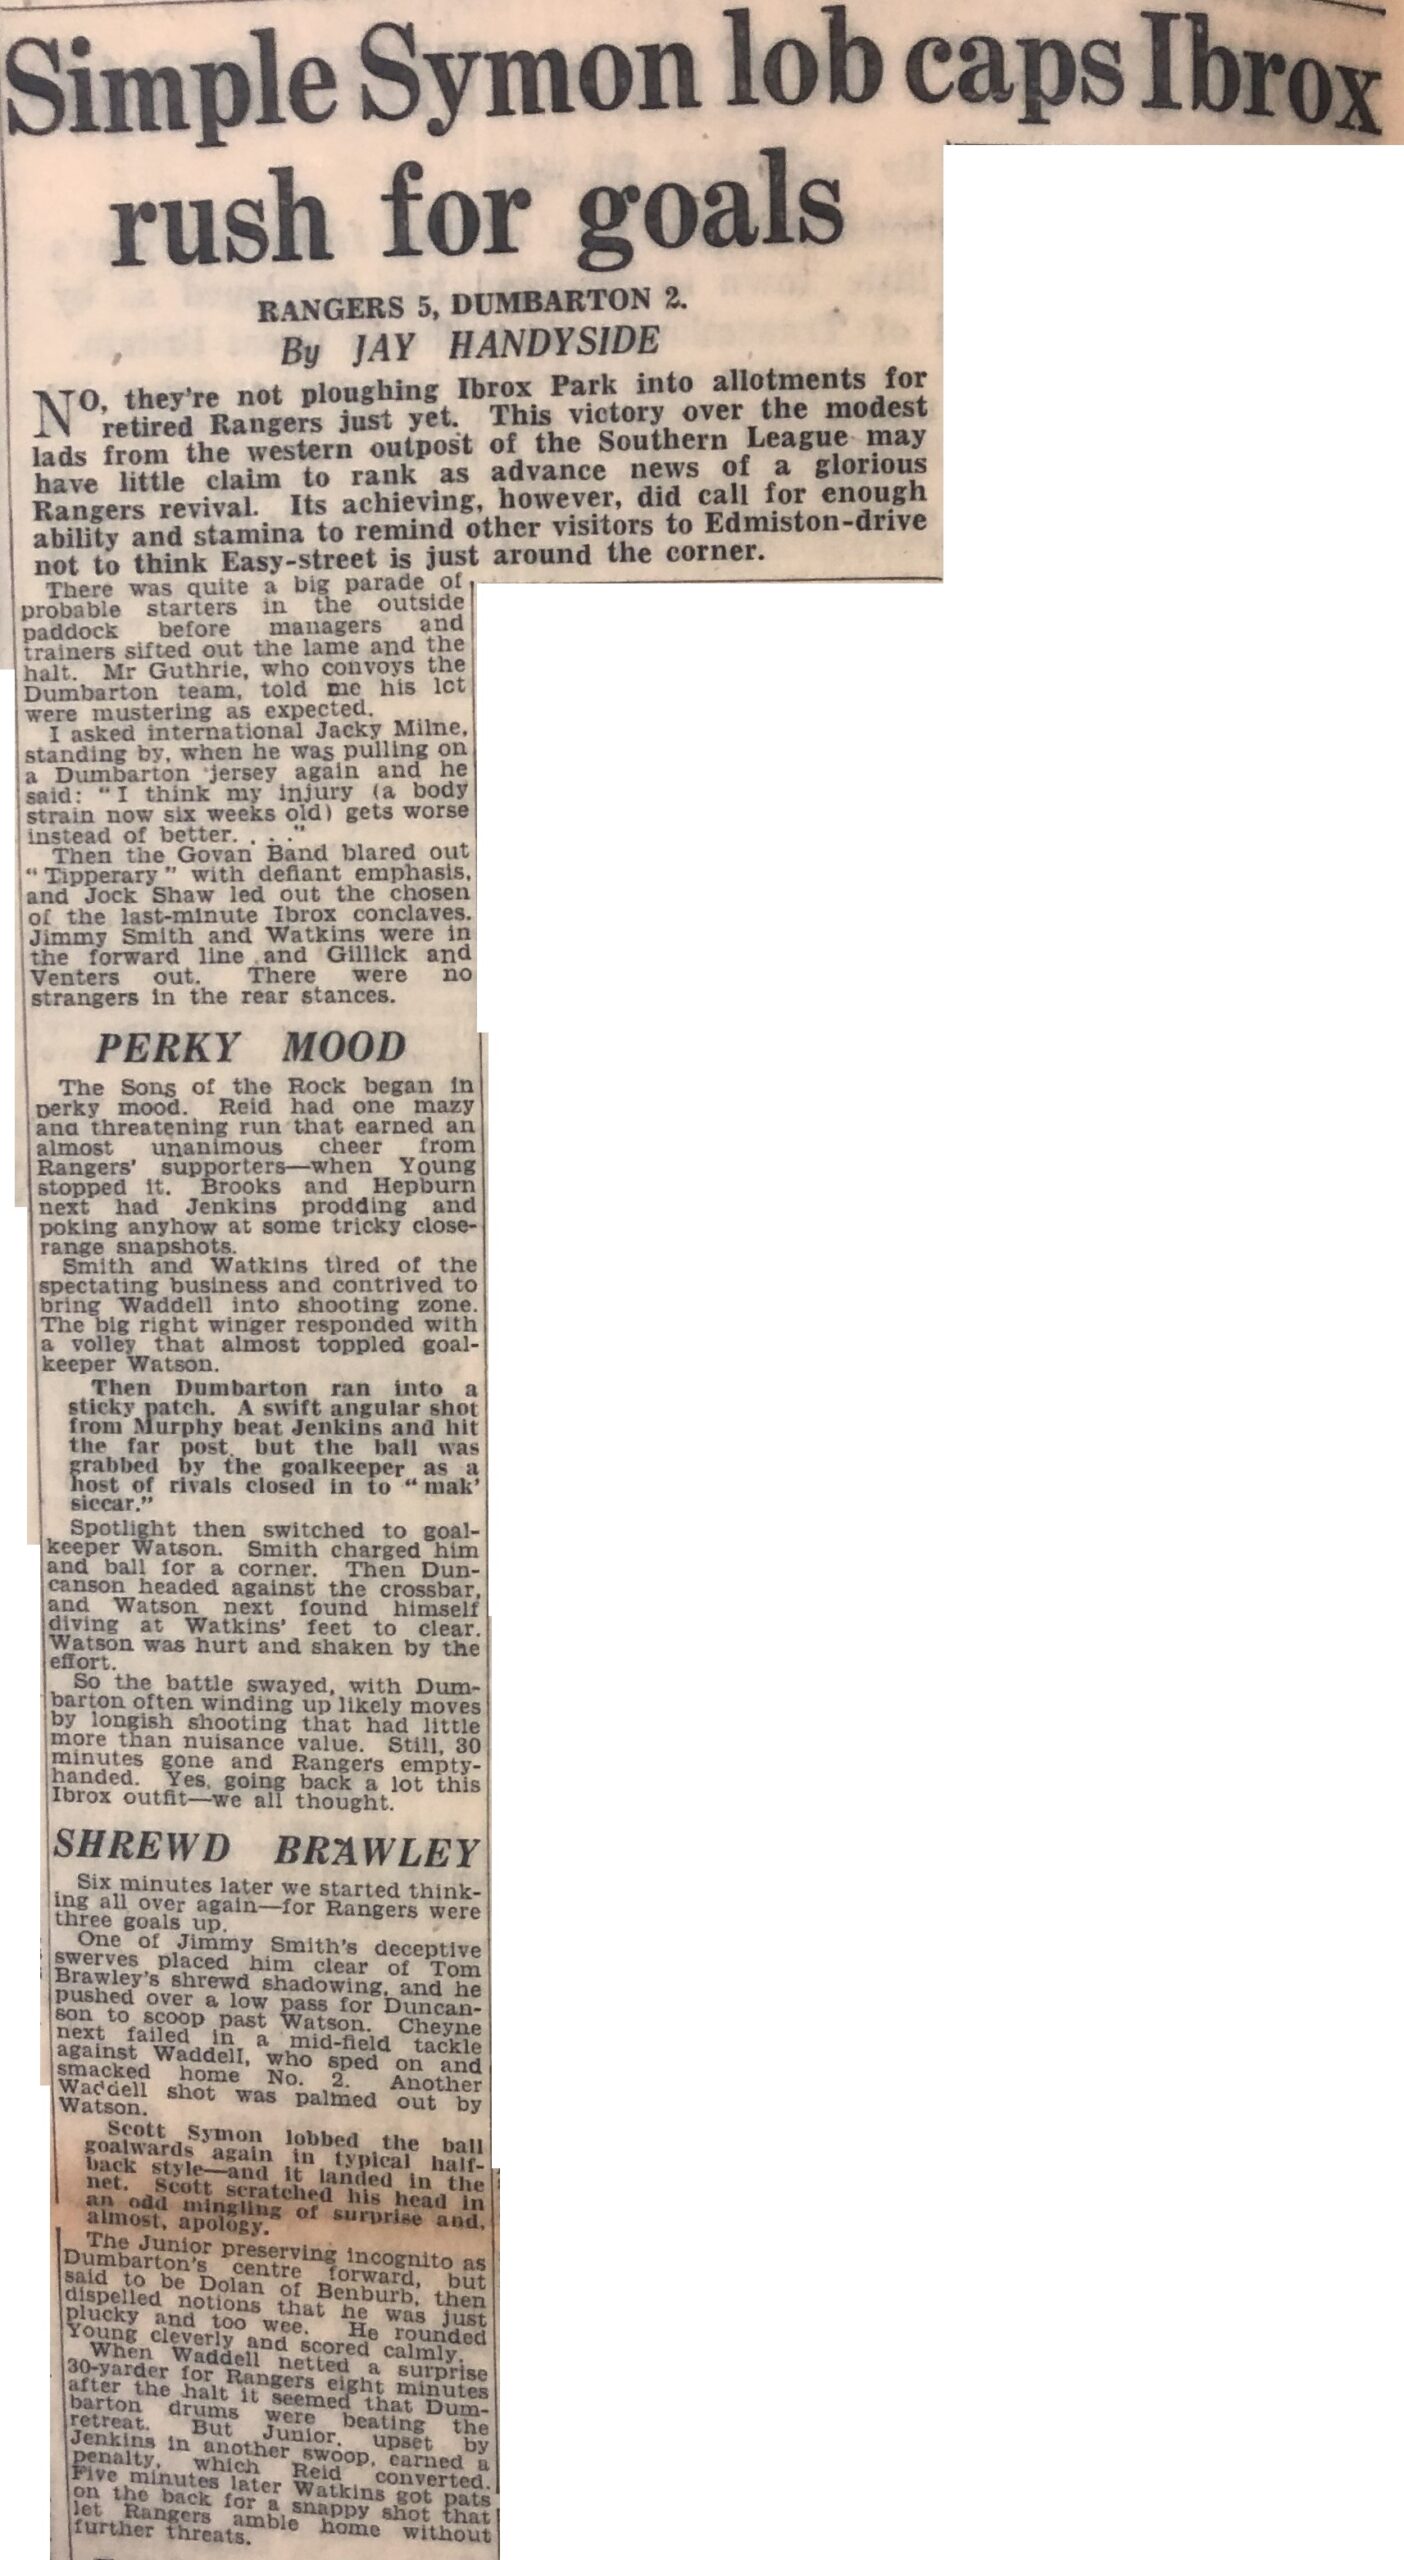 Simple Symon lob caps Ibrox
rush for goals
RANGERS 5, DUMBARTON 2.
By JAY HANDYSIDE
NO, they're not ploughing Ibrox Park into allotments for
retired Rangers just yet. This victory over the modest
lads from the western outpost of the Southern League may
have little claim to rank as advance news of a glorious
Rangers revival. Its achieving, however, did call for enough
ability and stamina to remind other visitors to Edmiston-drive
not to think Easy-street is just around the corner.
There was quite a big parade of
probable starters in the outside
paddock before managers and
trainers sifted out the lame and the
halt. Mr Guthrie, who convoys the
Dumbarton team, told me his lct
were mustering as expected.
I asked international Jacky Milne,
standing by, when he was pulling on
a Dumbarton jersey again and he
said: "I think my injury (a body
strain now six weeks old) gets worse
instead of better. . . ."
Then the Govan Band blared out
"Tipperary" with defiant emphasis,
and Jock Shaw led out the chosen
of the last-minute Ibrox conclaves.
Jimmy Smith and Watkins were in
the forward line and Gillick and
Venters out. There were no
strangers in the rear stances.
PERKY MOOD
The Sons of the Rock began in
perky mood. Reid had one mazy
and threatening run that earned an
almost unanimous cheer from
Rangers' supporters—when Young
stopped it. Brooks and Hepburn
next had Jenkins prodding and
poking anyhow at some tricky close-
range snapshots.
Smith and Watkins tired of the
spectating business and contrived to
bring Waddell into shooting zone.
The big right winger responded with
a volley that almost toppled goal-
keeper Watson.
Then Dumbarton ran into a
sticky patch. A swift angular shot
from Murphy beat Jenkins and hit
the far post, but the ball was
grabbed by the goalkeeper as a
host of rivals closed in to "mak'
siccar."
Spotlight then switched to goal-
keeper Watson. Smith charged him
and ball for a corner. Then Dun-
canson headed against the crossbar,
and Watson next found himself
diving at Watkins' feet to clear.
Watson was hurt and shaken by the
effort.
So the battle swayed, with Dum-
barton often winding up likely moves
by longish shooting that had little
more than nuisance value. Still, 30
minutes gone and Rangers empty-
handed. Yes, going back a lot this
Ibrox outfit—we all thought.
SHREWD BRAWLEY
Six minutes later we started think-
ing all over again—for Rangers were
three goals up.
One of Jimmy Smith's deceptive
swerves placed him clear of Tom
Brawley's shrewd shadowing, and he
pushed over a low pass for Duncan-
son to scoop past Watson. Cheyne
next failed in a mid-field tackle
against Waddell, who sped on and
smacked home No. 2. Another
Waddell shot was palmed out by
Watson.
Scott Symon lobbed the ball
goalwards again in typical half-
back style—and it landed in the
net. Scott scratched his head in
an odd mingling of surprise and,
almost, apology.
The Junior preserving incognito as
Dumbarton's centre forward, but
said to be Dolan of Benburb, then
dispelled notions that he was just
plucky and too wee. He rounded
Young cleverly and scored calmly.
When Waddell netted a surprise
30-yarder for Rangers eight minutes
after the halt it seemed that Dum-
barton drums were beating the
retreat. But Junior, upset by
Jenkins in another swoop, earned a
penalty, which Reid converted.
Five minutes later Watkins got pats
on the back for a snappy shot that
let Rangers amble home without
further threats.